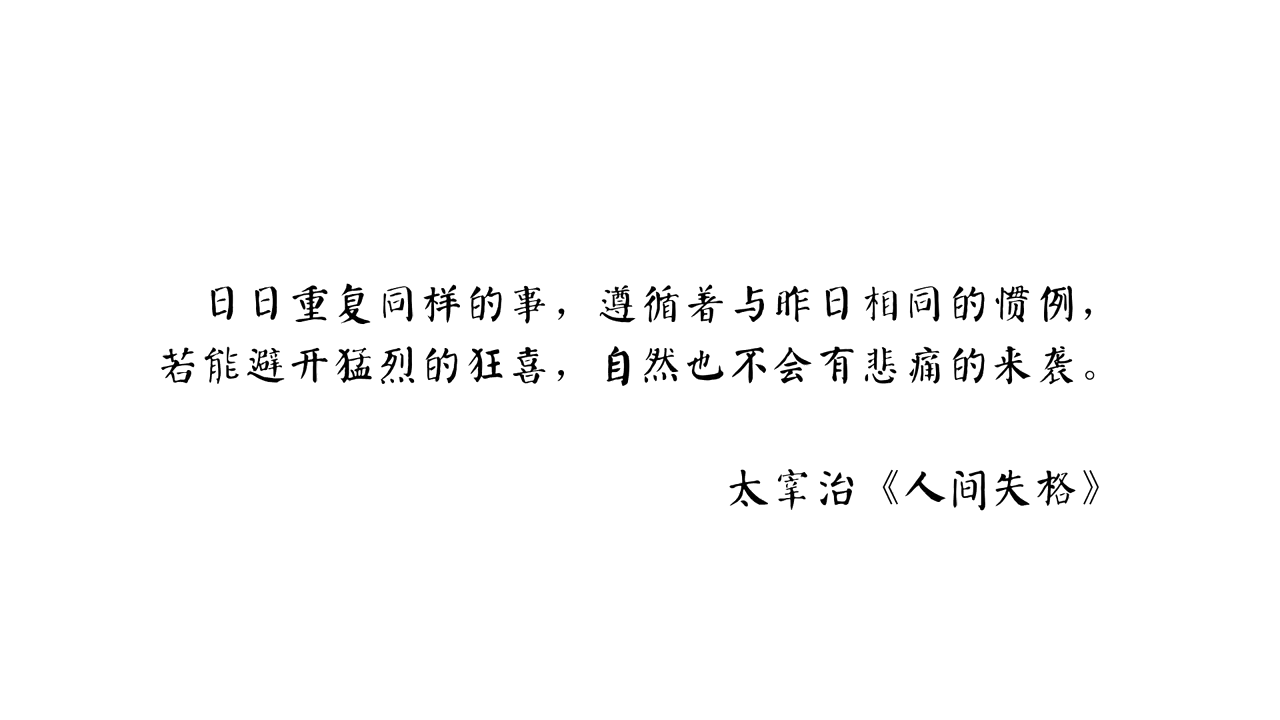 日日重复同样的事，遵循着与昨日相同的惯例，
若能避开猛烈的狂喜，自然也不会有悲痛的来袭。
太宰治《人间失格》